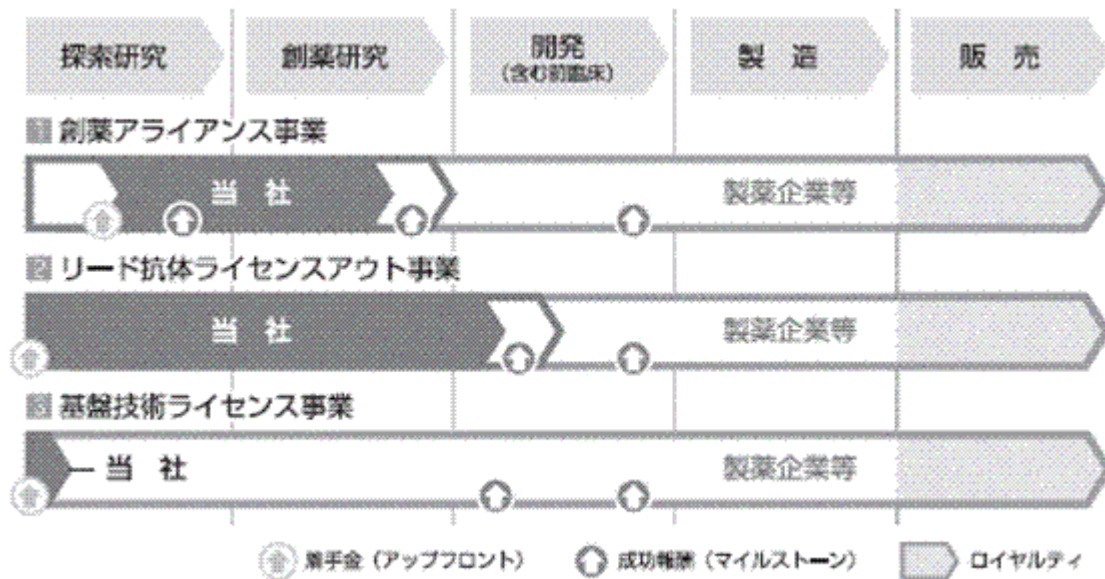 探索研究
創薬研究
開発
(含む前臨床)
製 造
販 売
1 創薬アライアンス事業
当 社
製薬企業等
2 リード抗体ライセンスアウト事業
当 社
製薬企業等
3 基盤技術ライセンス事業
当 社
製薬企業等
着手金（アップフロント）
成功報酬（マイルストーン）
ロイヤルティ